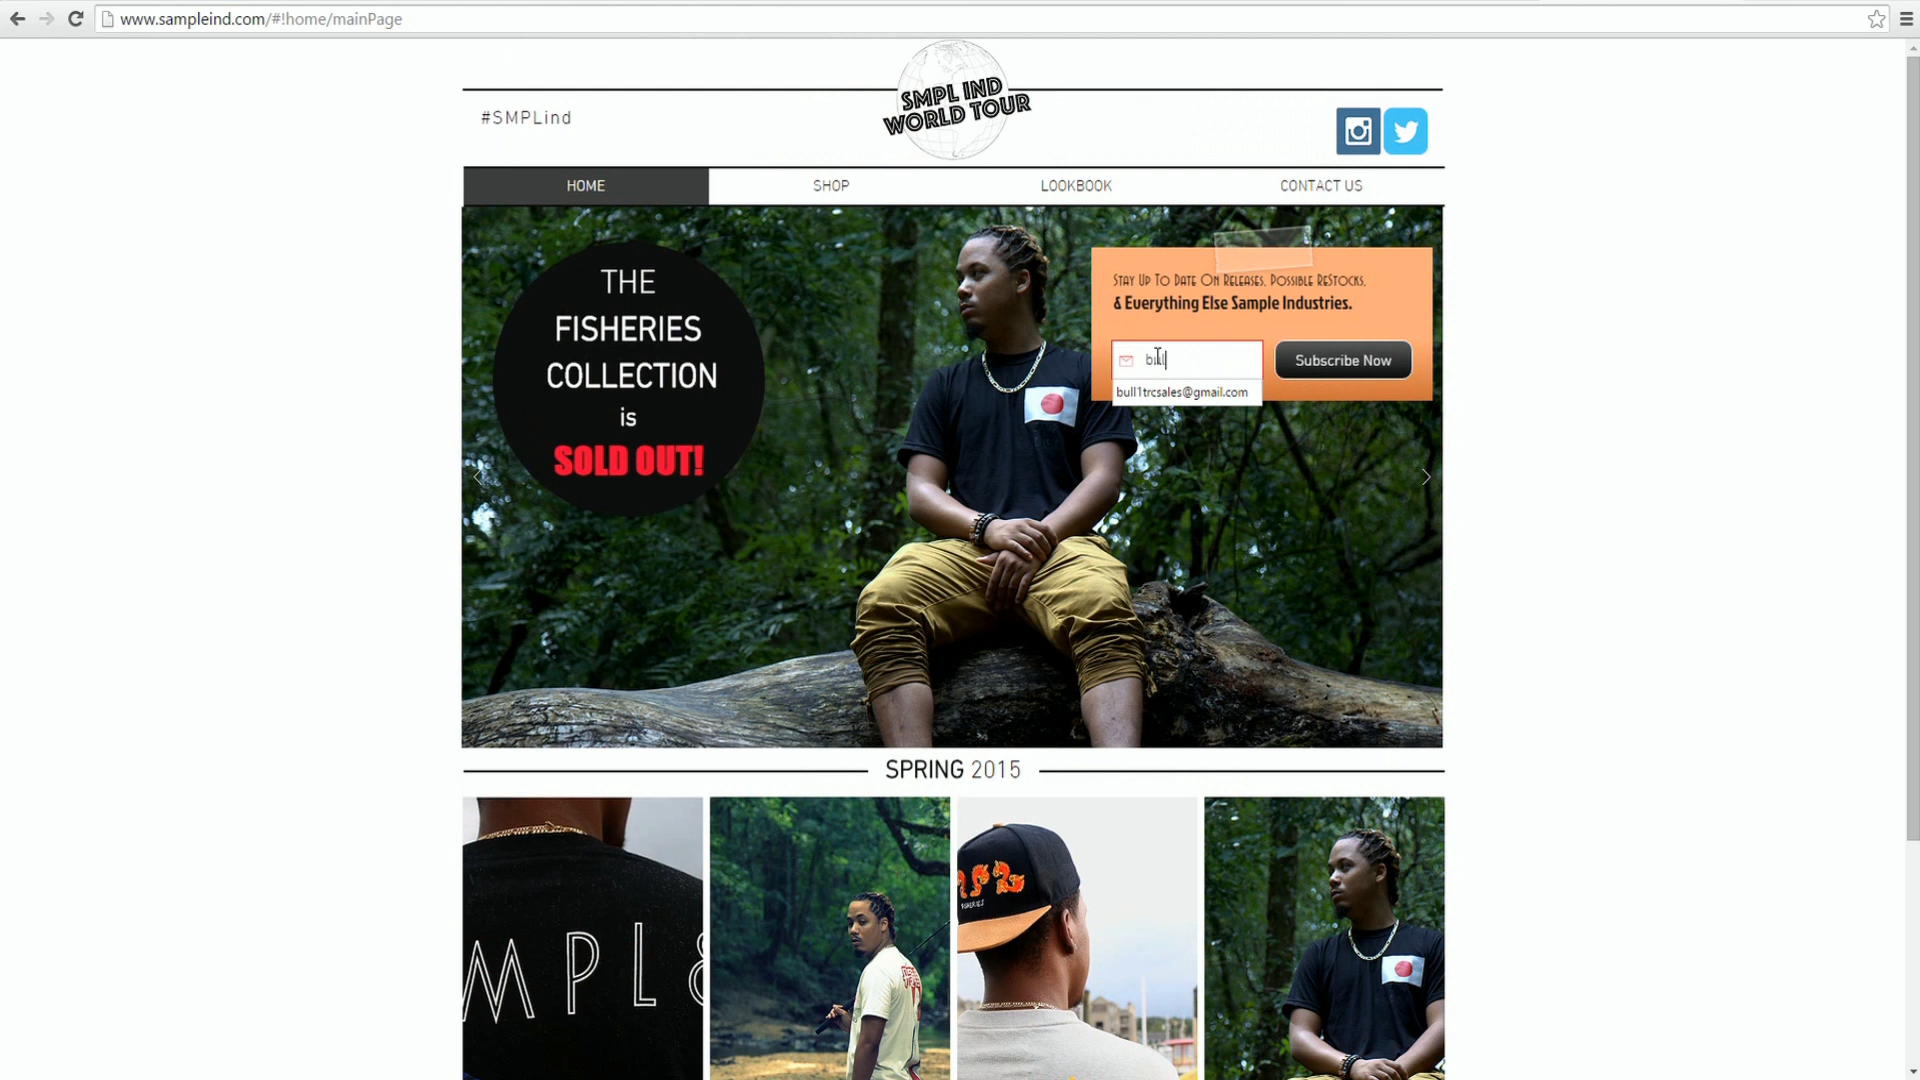 www.sampleind.com/#!home/mainPage
SMPL IND
WORLD TOUR
#SMPLind
HOME
SHOP
LOOKBOOK
CONTACT US
THE
FISHERIES
COLLECTION
is
SOLD OUT!
Stay Up To Date On Releases, Possible ReStocks,
& Everything Else Sample Industries.
bull
Subscribe Now
bull1trcsales@gmail.com
SPRING 2015
MPL
FISHERIES